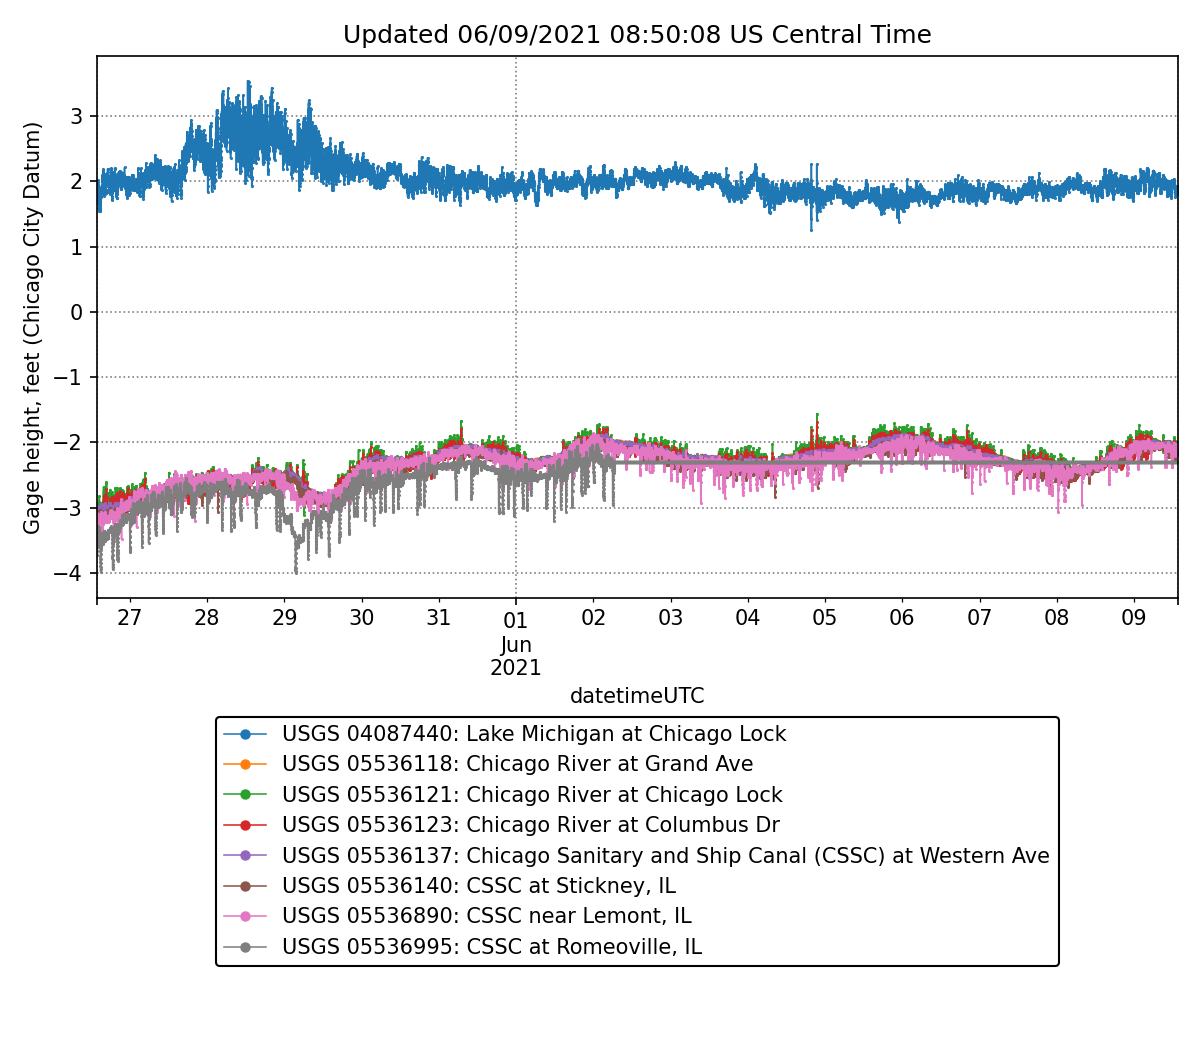 Updated 06/09/2021 08:50:08 US Central Time
Gage height, feet (Chicago City Datum)
3
2
1
0
−1
−2
−3
−4
27 28 29 30 31 01 02 03 04 05 06 07 08 09
Jun
2021
datetimeUTC
USGS 04087440: Lake Michigan at Chicago Lock
USGS 05536118: Chicago River at Grand Ave
USGS 05536121: Chicago River at Chicago Lock
USGS 05536123: Chicago River at Columbus Dr
USGS 05536137: Chicago Sanitary and Ship Canal (CSSC) at Western Ave
USGS 05536140: CSSC at Stickney, IL
USGS 05536890: CSSC near Lemont, IL
USGS 05536995: CSSC at Romeoville, IL